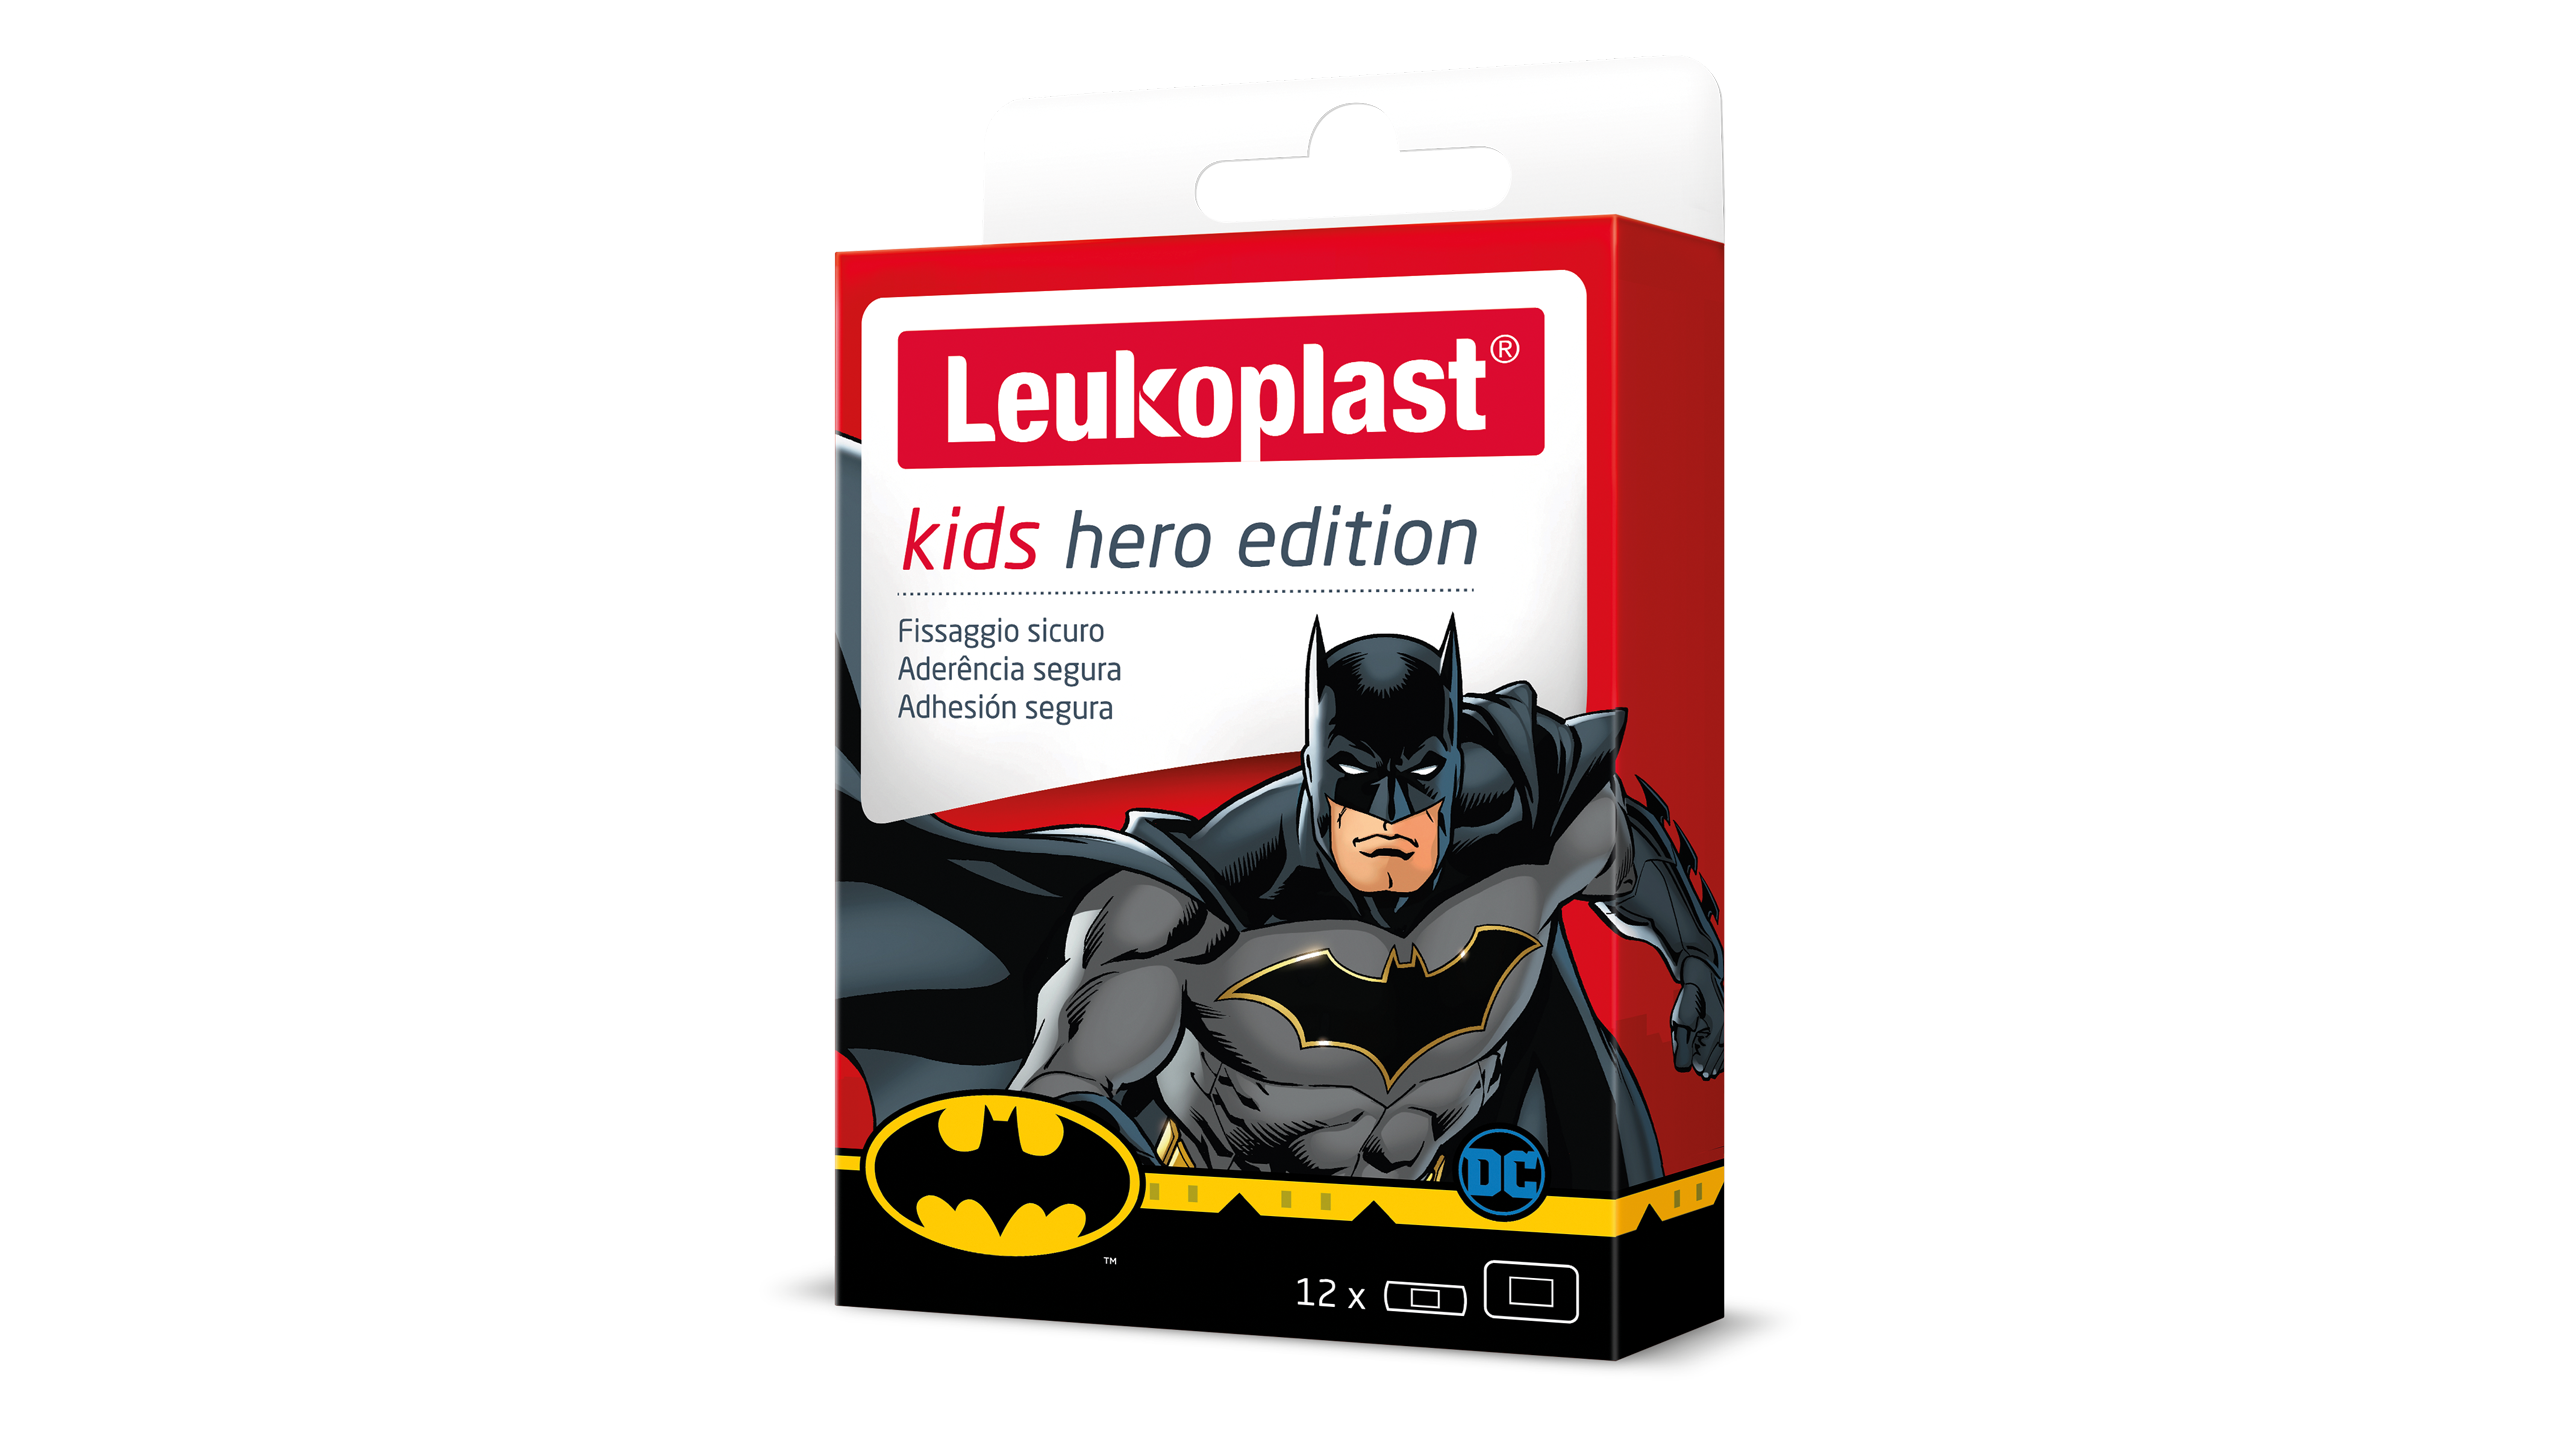 Leukoplast®
kids hero edition
Fissaggio sicuro
Aderência segura
Adhesión segura
DC
™
12 x